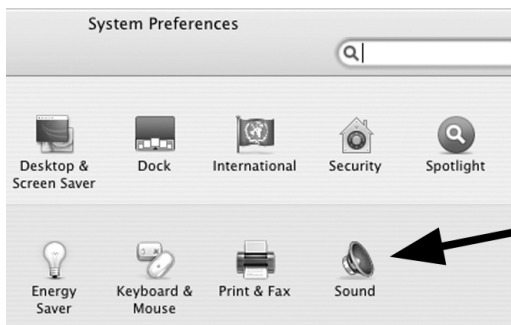 System Preferences
Desktop & Dock International Security Spotlight
Screen Saver
Energy Keyboard & Print & Fax Sound
Saver Mouse